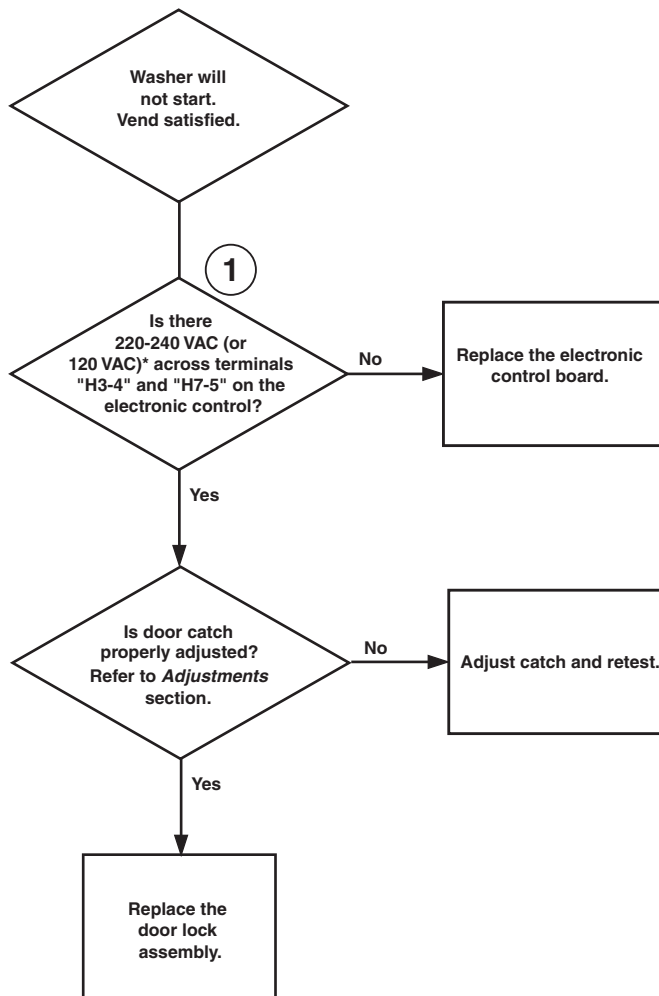 Washer will
not start.
Vend satisfied.
1
Is there
220-240 VAC (or
120 VAC)* across terminals
"H3-4" and "H7-5" on the
electronic control?
No
Replace the electronic
control board.
Yes
Is door catch
properly adjusted?
Refer to Adjustments
section.
No
Adjust catch and retest.
Yes
Replace the
door lock
assembly.